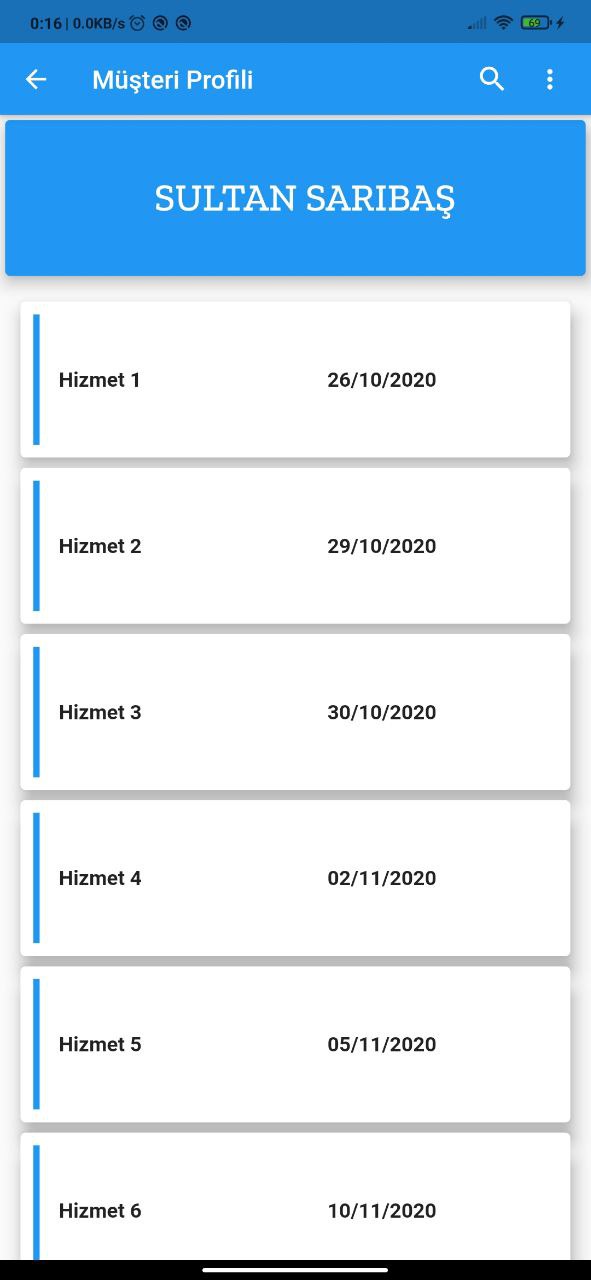 0:16 | 0.0KB/s 69
Müşteri Profili
SULTAN SARIBAŞ
Hizmet 1 26/10/2020
Hizmet 2 29/10/2020
Hizmet 3 30/10/2020
Hizmet 4 02/11/2020
Hizmet 5 05/11/2020
Hizmet 6 10/11/2020